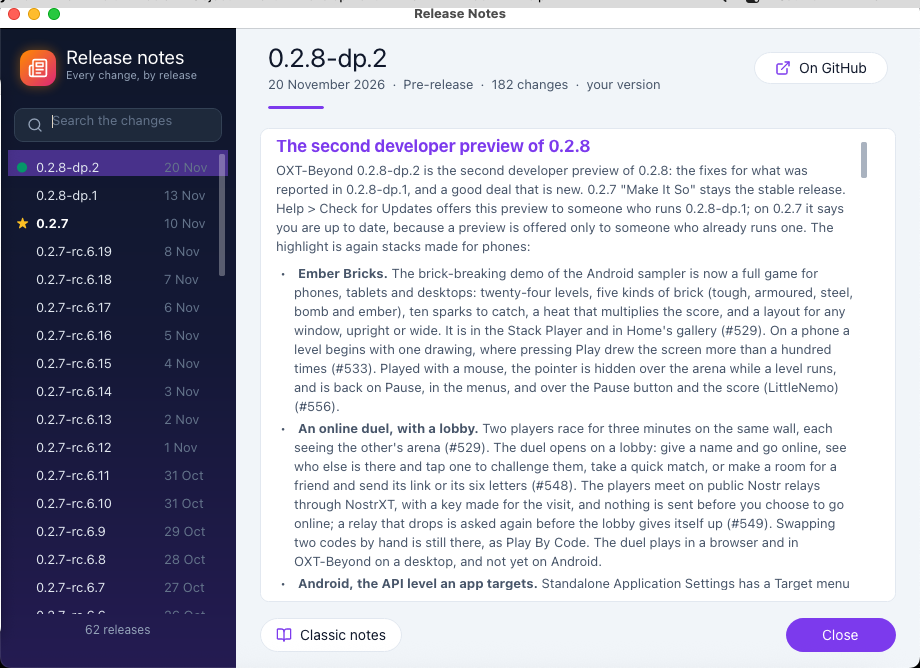 Release Notes
Release notes
Every change, by release
Search the changes
0.2.8-dp.2 20 Nov
0.2.8-dp.1 13 Nov
0.2.7 10 Nov
0.2.7-rc.6.19 8 Nov
0.2.7-rc.6.18 7 Nov
0.2.7-rc.6.17 6 Nov
0.2.7-rc.6.16 5 Nov
0.2.7-rc.6.15 4 Nov
0.2.7-rc.6.14 3 Nov
0.2.7-rc.6.13 2 Nov
0.2.7-rc.6.12 1 Nov
0.2.7-rc.6.11 31 Oct
0.2.7-rc.6.10 31 Oct
0.2.7-rc.6.9 29 Oct
0.2.7-rc.6.8 28 Oct
0.2.7-rc.6.7 27 Oct
0.2.7-rc.6.6 26 Oct
62 releases
0.2.8-dp.2
20 November 2026 · Pre-release · 182 changes · your version
On GitHub
The second developer preview of 0.2.8
OXT-Beyond 0.2.8-dp.2 is the second developer preview of 0.2.8: the fixes for what was
reported in 0.2.8-dp.1, and a good deal that is new. 0.2.7 "Make It So" stays the stable release.
Help > Check for Updates offers this preview to someone who runs 0.2.8-dp.1; on 0.2.7 it says
you are up to date, because a preview is offered only to someone who already runs one. The
highlight is again stacks made for phones:
• Ember Bricks. The brick-breaking demo of the Android sampler is now a full game for
phones, tablets and desktops: twenty-four levels, five kinds of brick (tough, armoured, steel,
bomb and ember), ten sparks to catch, a heat that multiplies the score, and a layout for any
window, upright or wide. It is in the Stack Player and in Home's gallery (#529). On a phone a
level begins with one drawing, where pressing Play drew the screen more than a hundred
times (#533). Played with a mouse, the pointer is hidden over the arena while a level runs,
and is back on Pause, in the menus, and over the Pause button and the score (LittleNemo)
(#556).
• An online duel, with a lobby. Two players race for three minutes on the same wall, each
seeing the other's arena (#529). The duel opens on a lobby: give a name and go online, see
who else is there and tap one to challenge them, take a quick match, or make a room for a
friend and send its link or its six letters (#548). The players meet on public Nostr relays
through NostrXT, with a key made for the visit, and nothing is sent before you choose to go
online; a relay that drops is asked again before the lobby gives itself up (#549). Swapping
two codes by hand is still there, as Play By Code. The duel plays in a browser and in
OXT-Beyond on a desktop, and not yet on Android.
• Android, the API level an app targets. Standalone Application Settings has a Target menu
Classic notes
Close